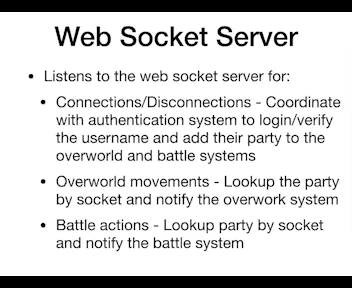 Web Socket Server
• Listens to the web socket server for:
• Connections/Disconnections - Coordinate
with authentication system to login/verify
the username and add their party to the
overworld and battle systems
• Overworld movements - Lookup the party
by socket and notify the overwork system
• Battle actions - Lookup party by socket
and notify the battle system